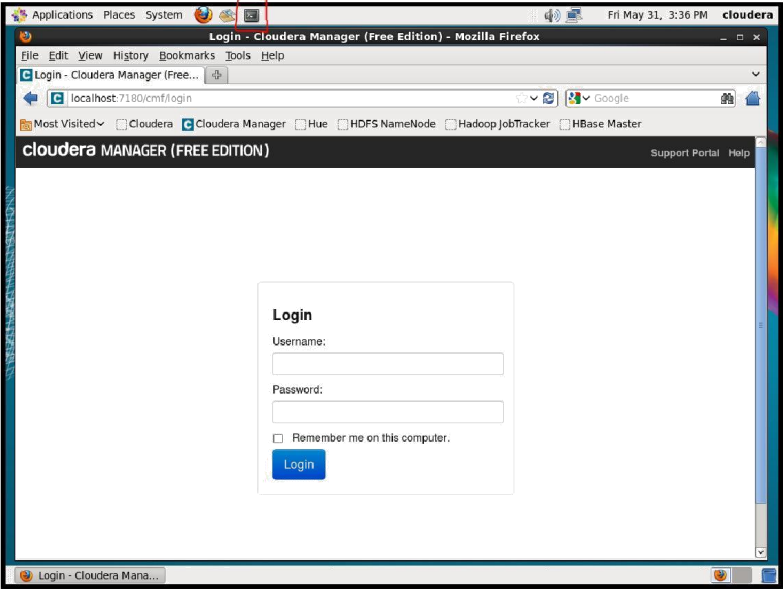 Applications Places System Fri May 31, 3:36 PM cloudera
Login - Cloudera Manager (Free Edition) - Mozilla Firefox
File Edit View History Bookmarks Tools Help
Login - Cloudera Manager (Free...
localhost:7180/cmf/login Google
Most Visited Cloudera Cloudera Manager Hue HDFS NameNode Hadoop JobTracker HBase Master
cloudera MANAGER (FREE EDITION) Support Portal Help
Login
Username:
Password:
Remember me on this computer.
Login
Login - Cloudera Mana...